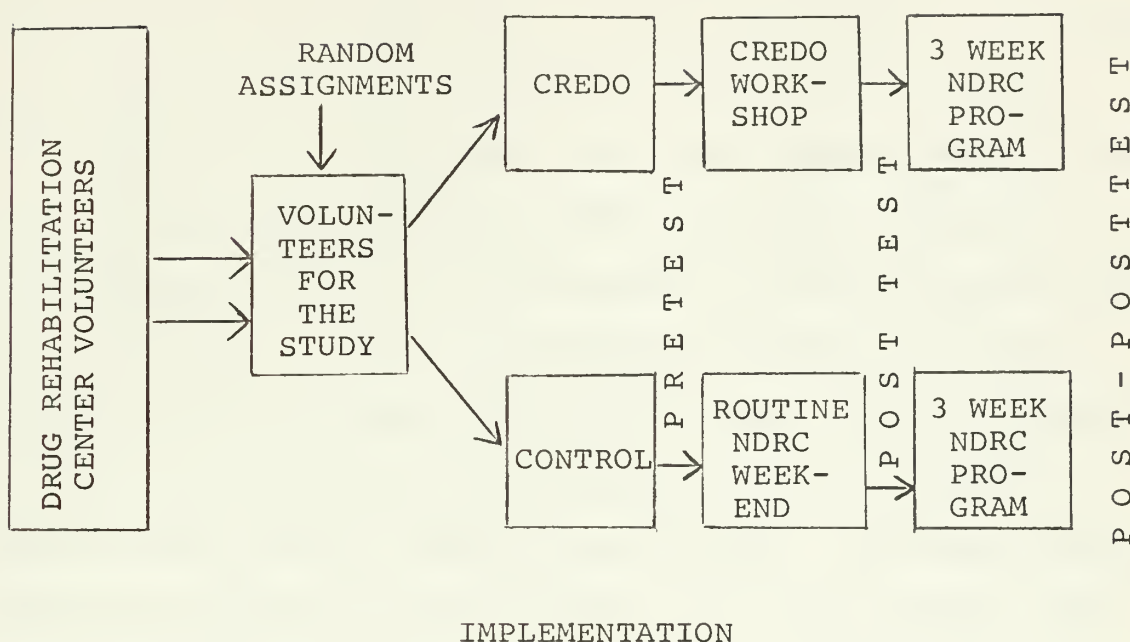 DRUG REHABILITATION
CENTER VOLUNTEERS
RANDOM
ASSIGNMENTS
VOLUN-
TEERS
FOR
THE
STUDY
CREDO
CONTROL
PRETEST
CREDO
WORK-
SHOP
ROUTINE
NDRC
WEEK-
END
POST TEST
3 WEEK
NDRC
PRO-
GRAM
3 WEEK
NDRC
PRO-
GRAM
POST-POSTTEST
IMPLEMENTATION